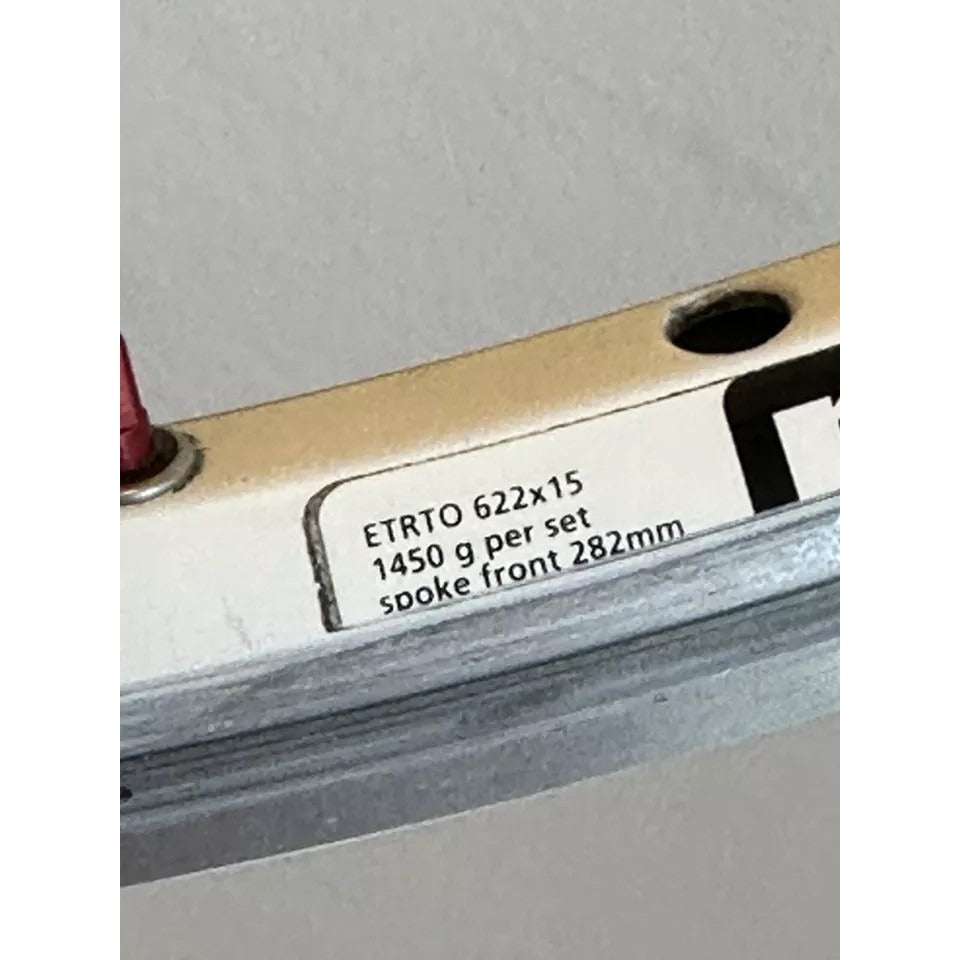 ETRTO 622x15
1450 g per set
spoke front 282mm